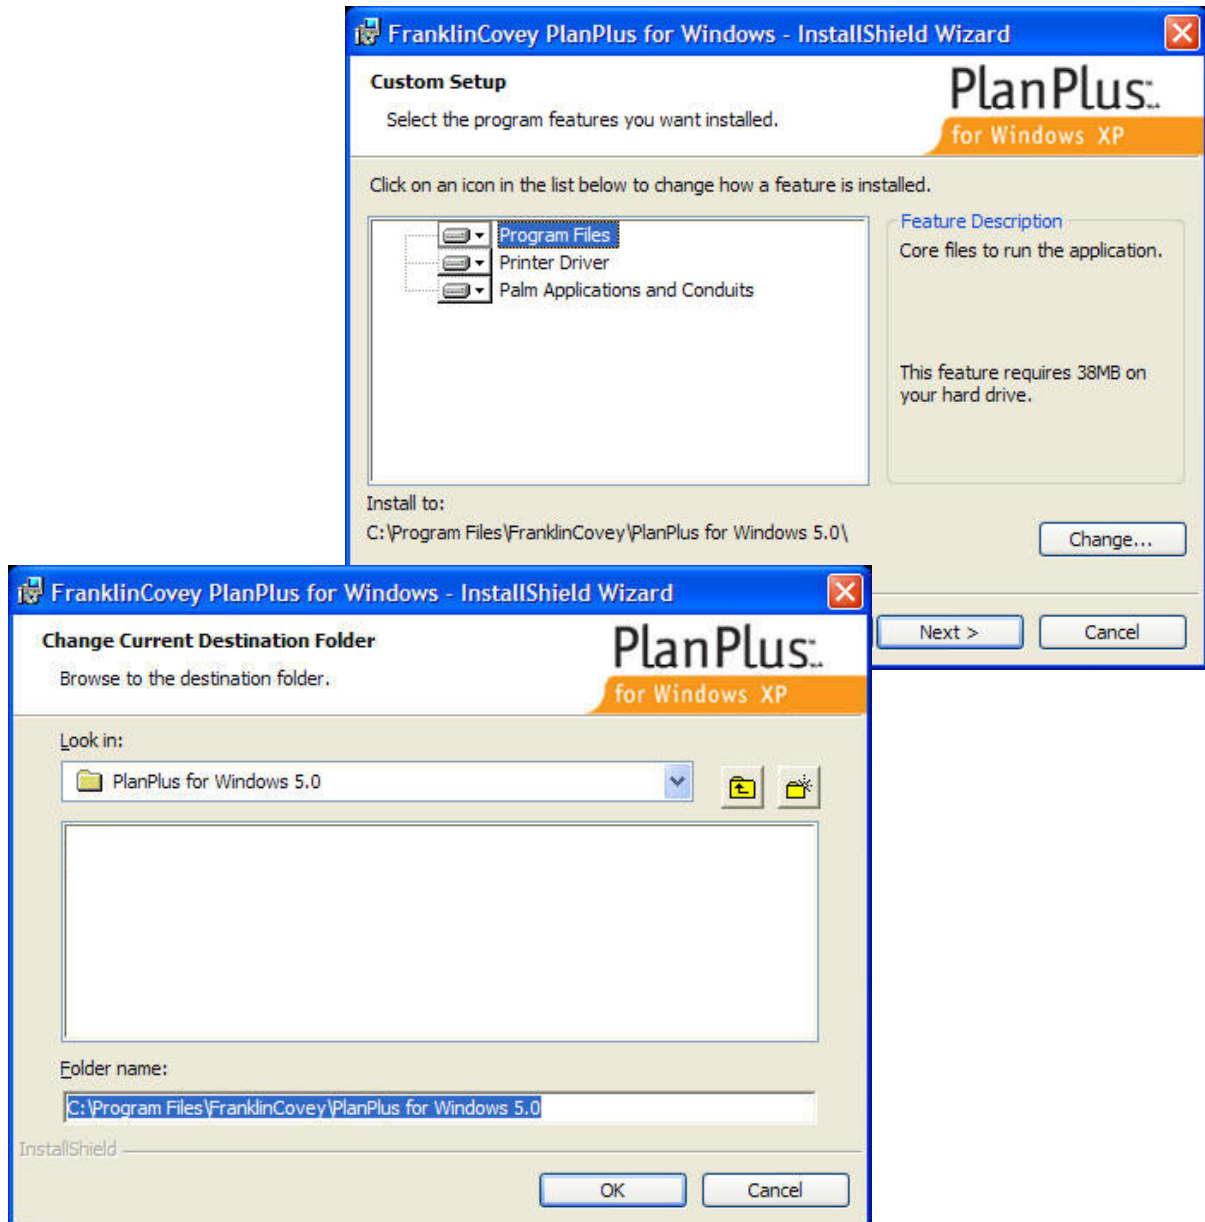 FranklinCovey PlanPlus for Windows - InstallShield Wizard
Custom Setup
Select the program features you want installed.
PlanPlus::.
for Windows XP
Click on an icon in the list below to change how a feature is installed.
Program Files
Printer Driver
Palm Applications and Conduits
Feature Description
Core files to run the application.
This feature requires 38MB on
your hard drive.
Install to:
C:\Program Files\FranklinCovey\PlanPlus for Windows 5.0\
Change...
Next >
Cancel
FranklinCovey PlanPlus for Windows - InstallShield Wizard
Change Current Destination Folder
Browse to the destination folder.
PlanPlus::.
for Windows XP
Look in:
PlanPlus for Windows 5.0
Folder name:
C:\Program Files\FranklinCovey\PlanPlus for Windows 5.0
InstallShield
OK
Cancel